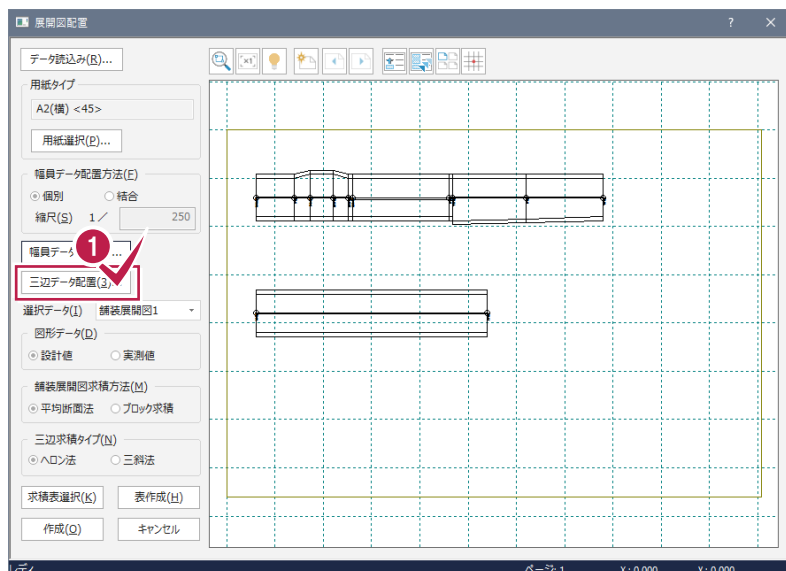 展開図配置
? ×
データ読込み(R)...
用紙タイプ
A2(横) <45>
用紙選択(P)...
幅員データ配置方法(F)
個別 結合
縮尺(S) 1／ 250
幅員デー
...
1
三辺データ配置(3)
選択データ(I) 舗装展開図1
図形データ(D)
設計値 実測値
舗装展開図求積方法(M)
平均断面法 ブロック求積
三辺求積タイプ(N)
ヘロン法 三斜法
求積表選択(K) 表作成(H)
作成(O) キャンセル
×1
レディ ページ: 1 X : 0.000 Y : 0.000